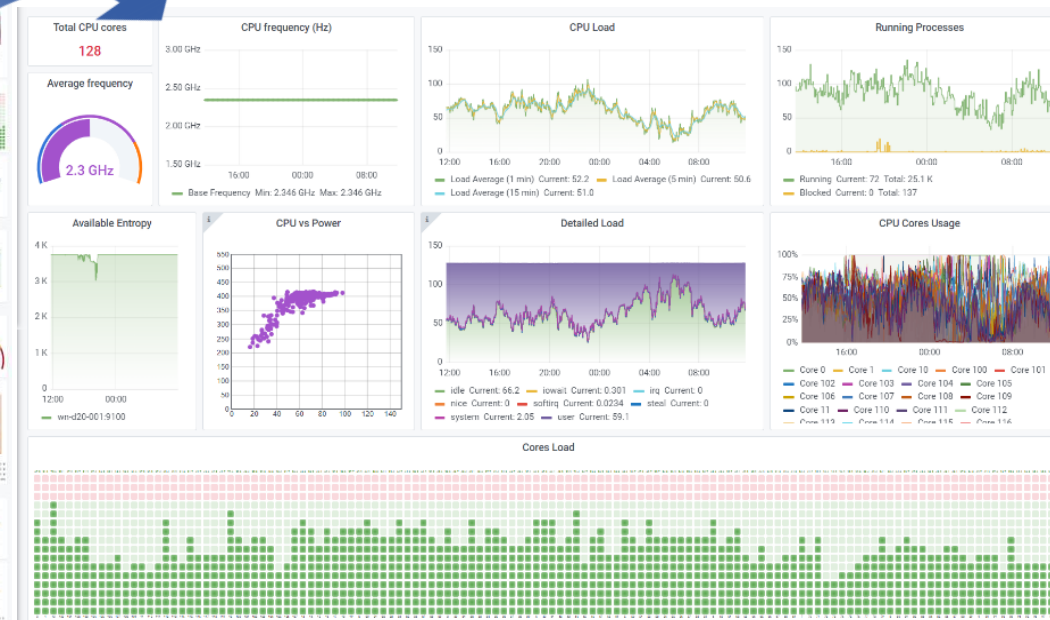 Total CPU cores
128
Average frequency
2.3 GHz
CPU frequency (Hz)
3.00 GHz
2.50 GHz
2.00 GHz
1.50 GHz
16:00 00:00 08:00
Base Frequency Min: 2.346 GHz Max: 2.346 GHz
CPU Load
150
100
50
0
12:00 16:00 20:00 00:00 04:00 08:00
Load Average (1 min) Current: 52.2 Load Average (5 min) Current: 50.6
Load Average (15 min) Current: 51.0
Running Processes
150
100
50
0
16:00 00:00 08:00
Running Current: 72 Total: 25.1 K
Blocked Current: 0 Total: 137
Available Entropy
4 K
3 K
2 K
1 K
0
12:00 00:00
wn-d20-001:9100
i
CPU vs Power
550
500
450
400
350
300
250
200
150
100
50
0 20 40 60 80 100 120 140
i
Detailed Load
150
100
50
0
12:00 16:00 20:00 00:00 04:00 08:00
idle Current: 66.2 iowait Current: 0.301 irq Current: 0
nice Current: 0 softirq Current: 0.0234 steal Current: 0
system Current: 2.05 user Current: 59.1
CPU Cores Usage
100%
75%
50%
25%
0%
16:00 00:00 08:00
Core 0 Core 1 Core 10 Core 100 Core 101
Core 102 Core 103 Core 104 Core 105
Core 106 Core 107 Core 108 Core 109
Core 11 Core 110 Core 111 Core 112
Core 113 Core 114 Core 115 Core 116
Cores Load